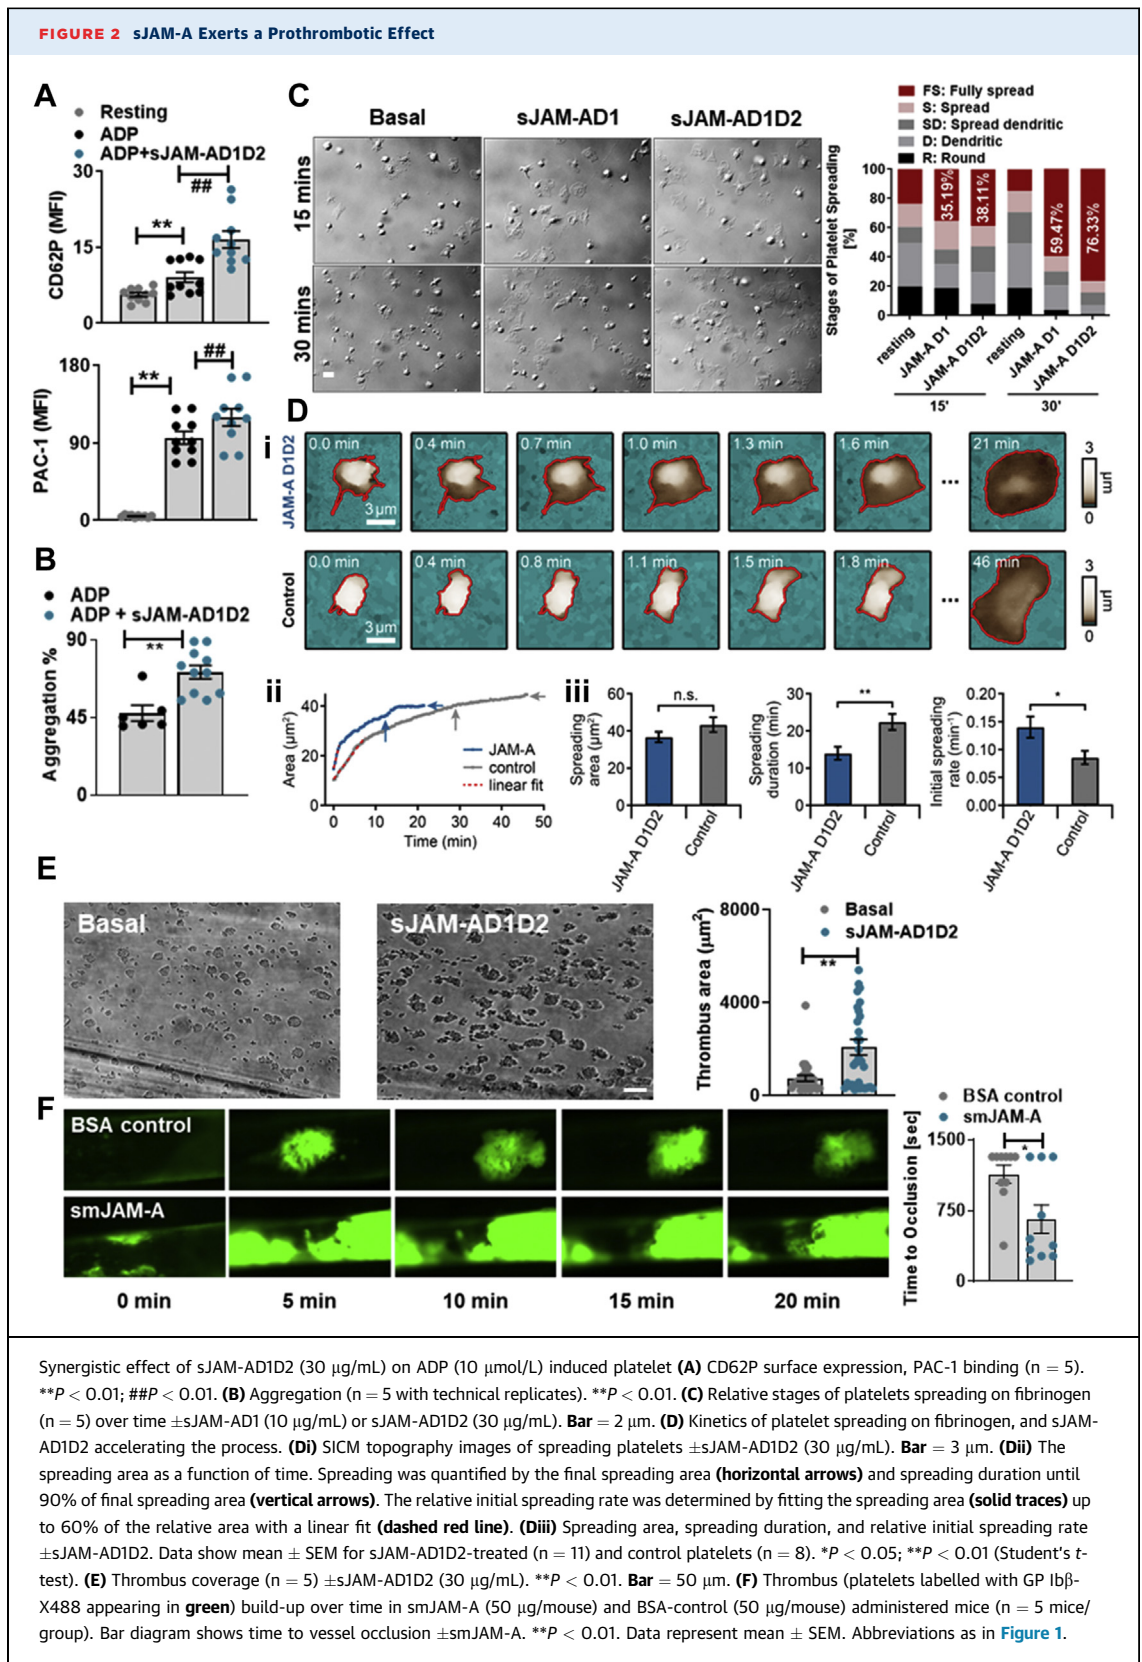 FIGURE 2 sJAM-A Exerts a Prothrombotic Effect
A
Resting
ADP
ADP+sJAM-AD1D2
CD62P (MFI)
30
15
0
**
##
PAC-1 (MFI)
180
90
0
**
##
B
ADP
ADP + sJAM-AD1D2
Aggregation %
90
45
0
**
C
Basal
sJAM-AD1
sJAM-AD1D2
15 mins
30 mins
FS: Fully spread
S: Spread
SD: Spread dendritic
D: Dendritic
R: Round
Stages of Platelet Spreading
[%]
100
80
60
40
20
0
35.19%
38.11%
59.47%
76.33%
resting
JAM-A D1
JAM-A D1D2
resting
JAM-A D1
JAM-A D1D2
15'
30'
D
i
JAM-A D1D2
0.0 min
0.4 min
0.7 min
1.0 min
1.3 min
1.6 min
...
21 min
3 μm
3
μm
0
Control
0.0 min
0.4 min
0.8 min
1.1 min
1.5 min
1.8 min
...
46 min
3 μm
3
μm
0
ii
Area (μm²)
40
20
0
JAM-A
control
linear fit
0 10 20 30 40 50
Time (min)
iii
Spreading
area (μm²)
60
40
20
0
n.s.
JAM-A D1D2
Control
Spreading
duration (min)
30
20
10
0
**
JAM-A D1D2
Control
Initial spreading
rate (min⁻¹)
0.20
0.15
0.10
0.05
0.00
*
JAM-A D1D2
Control
E
Basal
sJAM-AD1D2
Basal
sJAM-AD1D2
Thrombus area (μm²)
8000
4000
0
**
F
BSA control
smJAM-A
0 min
5 min
10 min
15 min
20 min
BSA control
smJAM-A
Time to Occlusion [sec]
1500
750
0
*
Synergistic effect of sJAM-AD1D2 (30 μg/mL) on ADP (10 μmol/L) induced platelet (A) CD62P surface expression, PAC-1 binding (n = 5).
**P < 0.01; ##P < 0.01. (B) Aggregation (n = 5 with technical replicates). **P < 0.01. (C) Relative stages of platelets spreading on fibrinogen
(n = 5) over time ±sJAM-AD1 (10 μg/mL) or sJAM-AD1D2 (30 μg/mL). Bar = 2 μm. (D) Kinetics of platelet spreading on fibrinogen, and sJAM-
AD1D2 accelerating the process. (Di) SICM topography images of spreading platelets ±sJAM-AD1D2 (30 μg/mL). Bar = 3 μm. (Dii) The
spreading area as a function of time. Spreading was quantified by the final spreading area (horizontal arrows) and spreading duration until
90% of final spreading area (vertical arrows). The relative initial spreading rate was determined by fitting the spreading area (solid traces) up
to 60% of the relative area with a linear fit (dashed red line). (Diii) Spreading area, spreading duration, and relative initial spreading rate
±sJAM-AD1D2. Data show mean ± SEM for sJAM-AD1D2-treated (n = 11) and control platelets (n = 8). *P < 0.05; **P < 0.01 (Student's t-
test). (E) Thrombus coverage (n = 5) ±sJAM-AD1D2 (30 μg/mL). **P < 0.01. Bar = 50 μm. (F) Thrombus (platelets labelled with GP Ibβ-
X488 appearing in green) build-up over time in smJAM-A (50 μg/mouse) and BSA-control (50 μg/mouse) administered mice (n = 5 mice/
group). Bar diagram shows time to vessel occlusion ±smJAM-A. **P < 0.01. Data represent mean ± SEM. Abbreviations as in Figure 1.